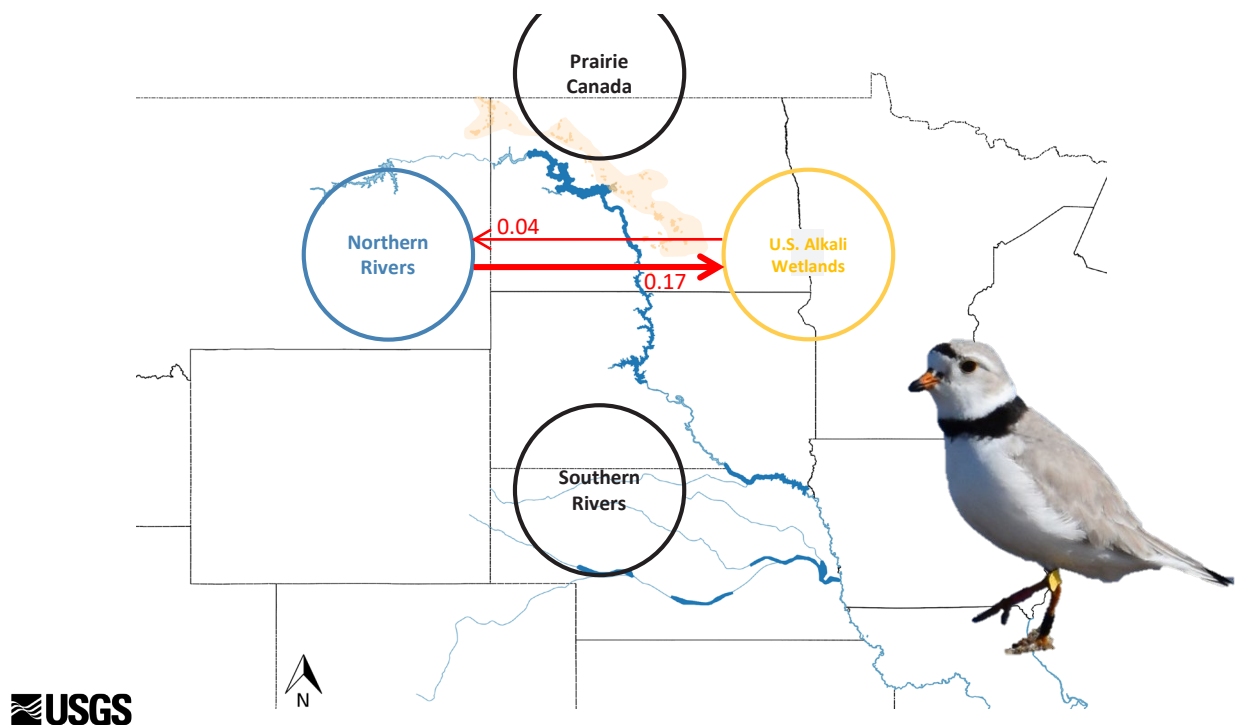 Prairie
Canada
0.04
Northern
Rivers
U.S. Alkali
Wetlands
0.17
Southern
Rivers
N
USGS